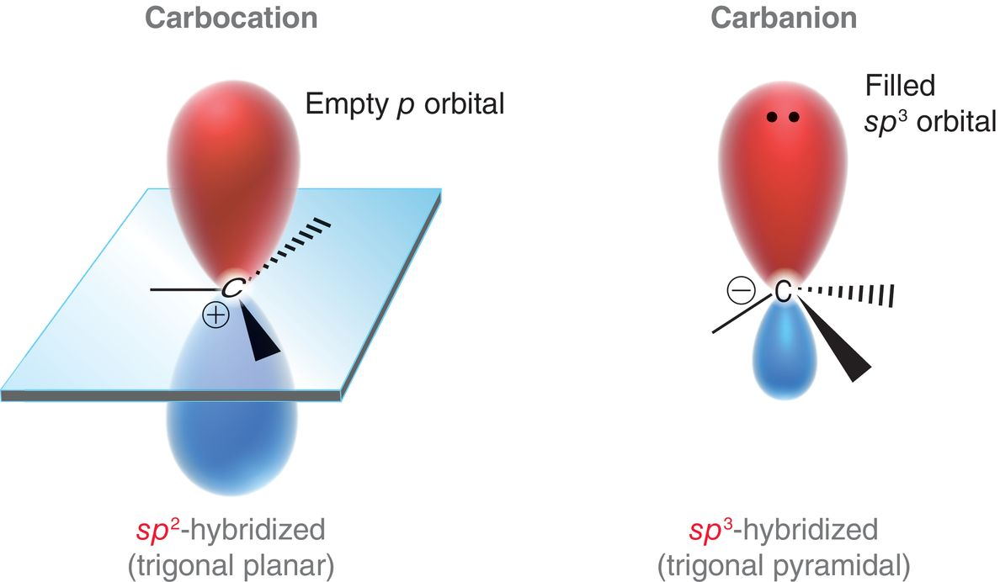 Carbocation
Empty p orbital
C
⊕
sp²-hybridized
(trigonal planar)
Carbanion
Filled
sp³ orbital
⊖
C
sp³-hybridized
(trigonal pyramidal)